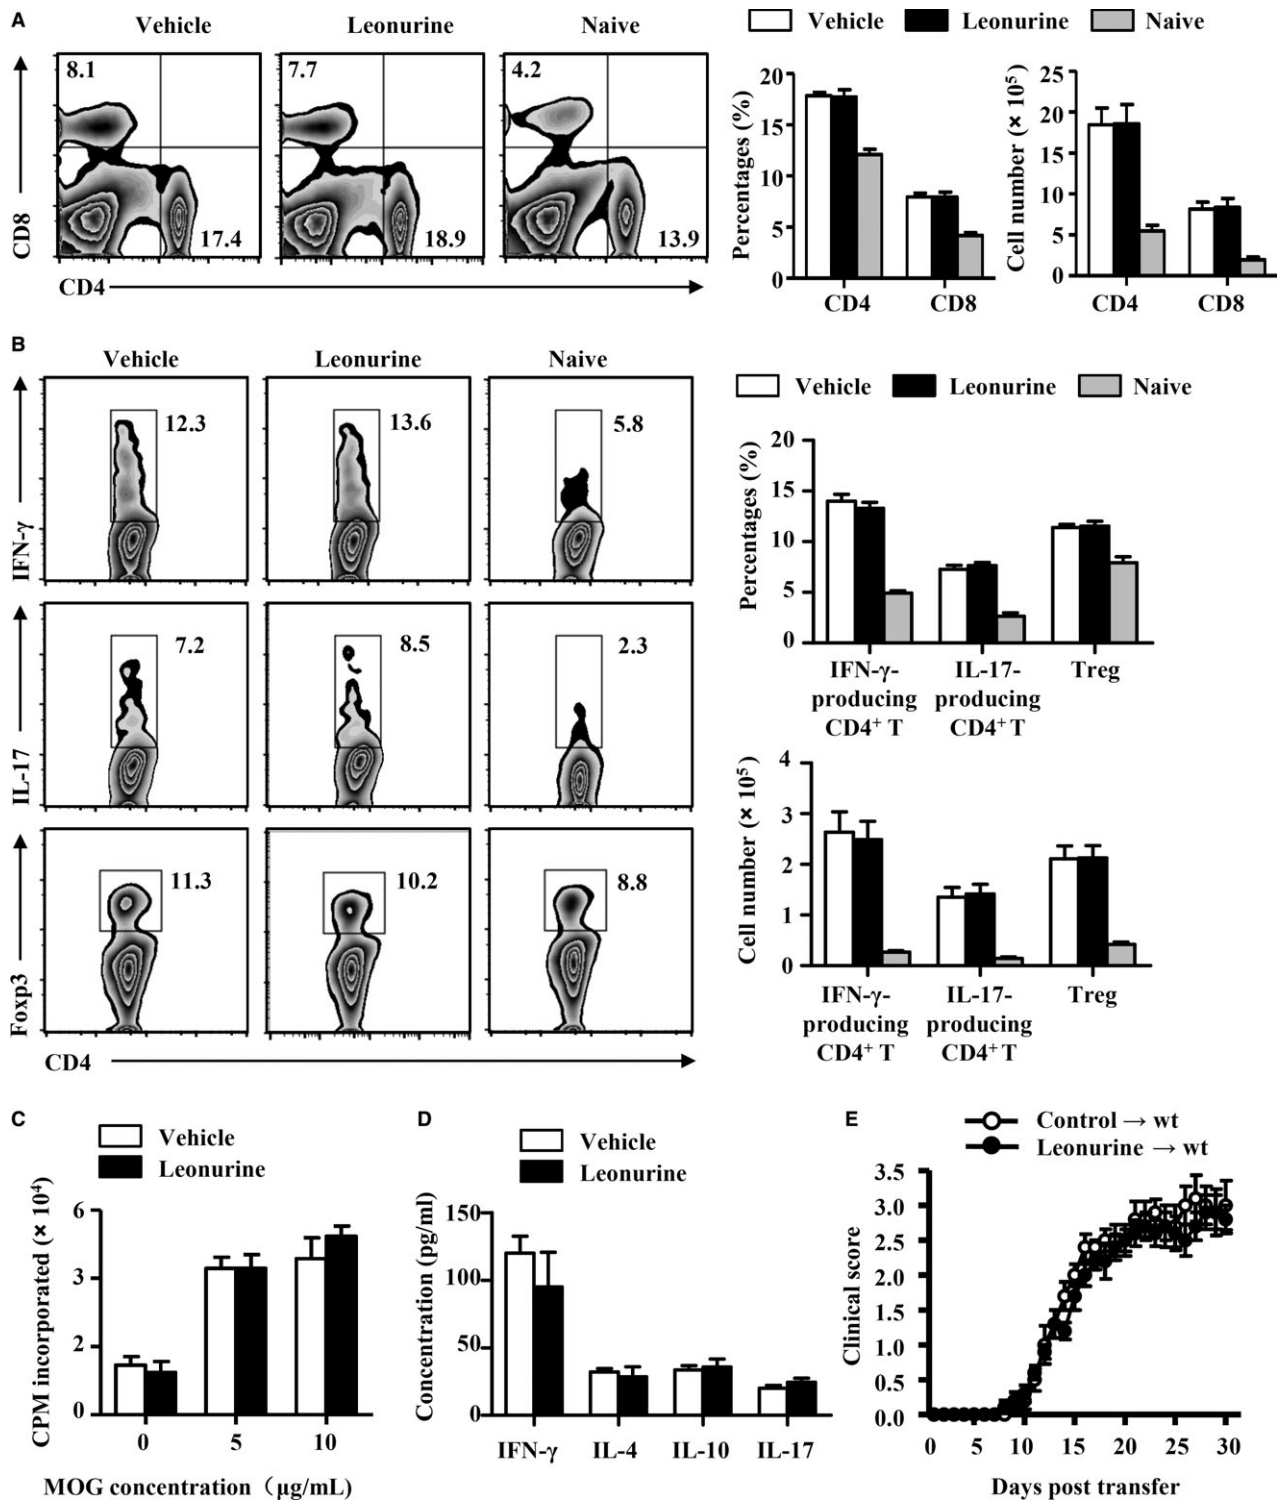 A
Vehicle
Leonurine
Naive
8.1
17.4
7.7
18.9
4.2
13.9
CD8
CD4
Vehicle Leonurine Naive
Percentages (%)
20
15
10
5
0
CD4 CD8
Cell number (× 10⁵)
25
20
15
10
5
0
CD4 CD8
B
Vehicle
Leonurine
Naive
IFN-γ
12.3
13.6
5.8
IL-17
7.2
8.5
2.3
Foxp3
11.3
10.2
8.8
CD4
Vehicle Leonurine Naive
Percentages (%)
20
15
10
5
0
IFN-γ-
producing
CD4⁺ T
IL-17-
producing
CD4⁺ T
Treg
Cell number (× 10⁵)
4
3
2
1
0
IFN-γ-
producing
CD4⁺ T
IL-17-
producing
CD4⁺ T
Treg
C
Vehicle
Leonurine
CPM incorporated (× 10⁴)
6
3
2
0
0 5 10
MOG concentration（μg/mL)
D
Vehicle
Leonurine
Concentration (pg/ml)
150
100
50
0
IFN-γ IL-4 IL-10 IL-17
E
Control → wt
Leonurine → wt
Clinical score
3.5
3.0
2.5
2.0
1.5
1.0
0.5
0.0
0 5 10 15 20 25 30
Days post transfer